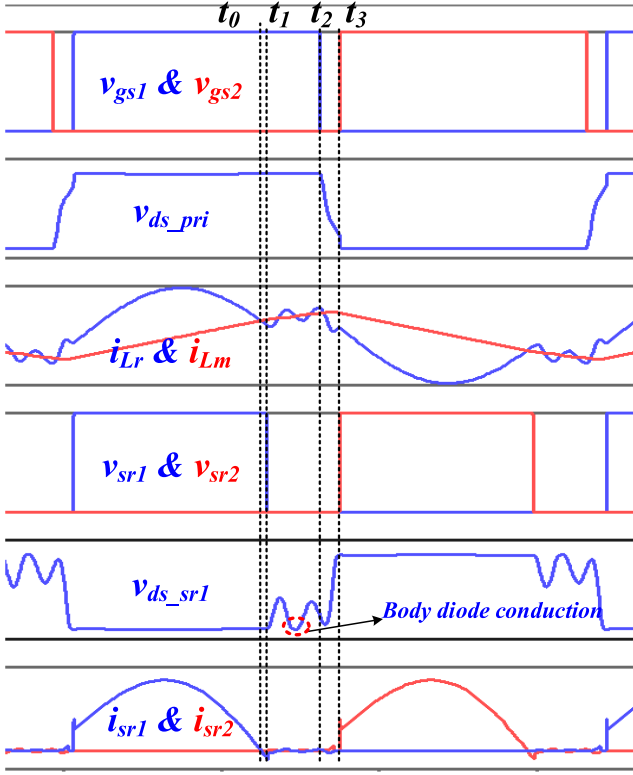 t0 t1 t2 t3
vgs1 & vgs2
vds_pri
iLr & iLm
vsr1 & vsr2
vds_sr1
Body diode conduction
isr1 & isr2